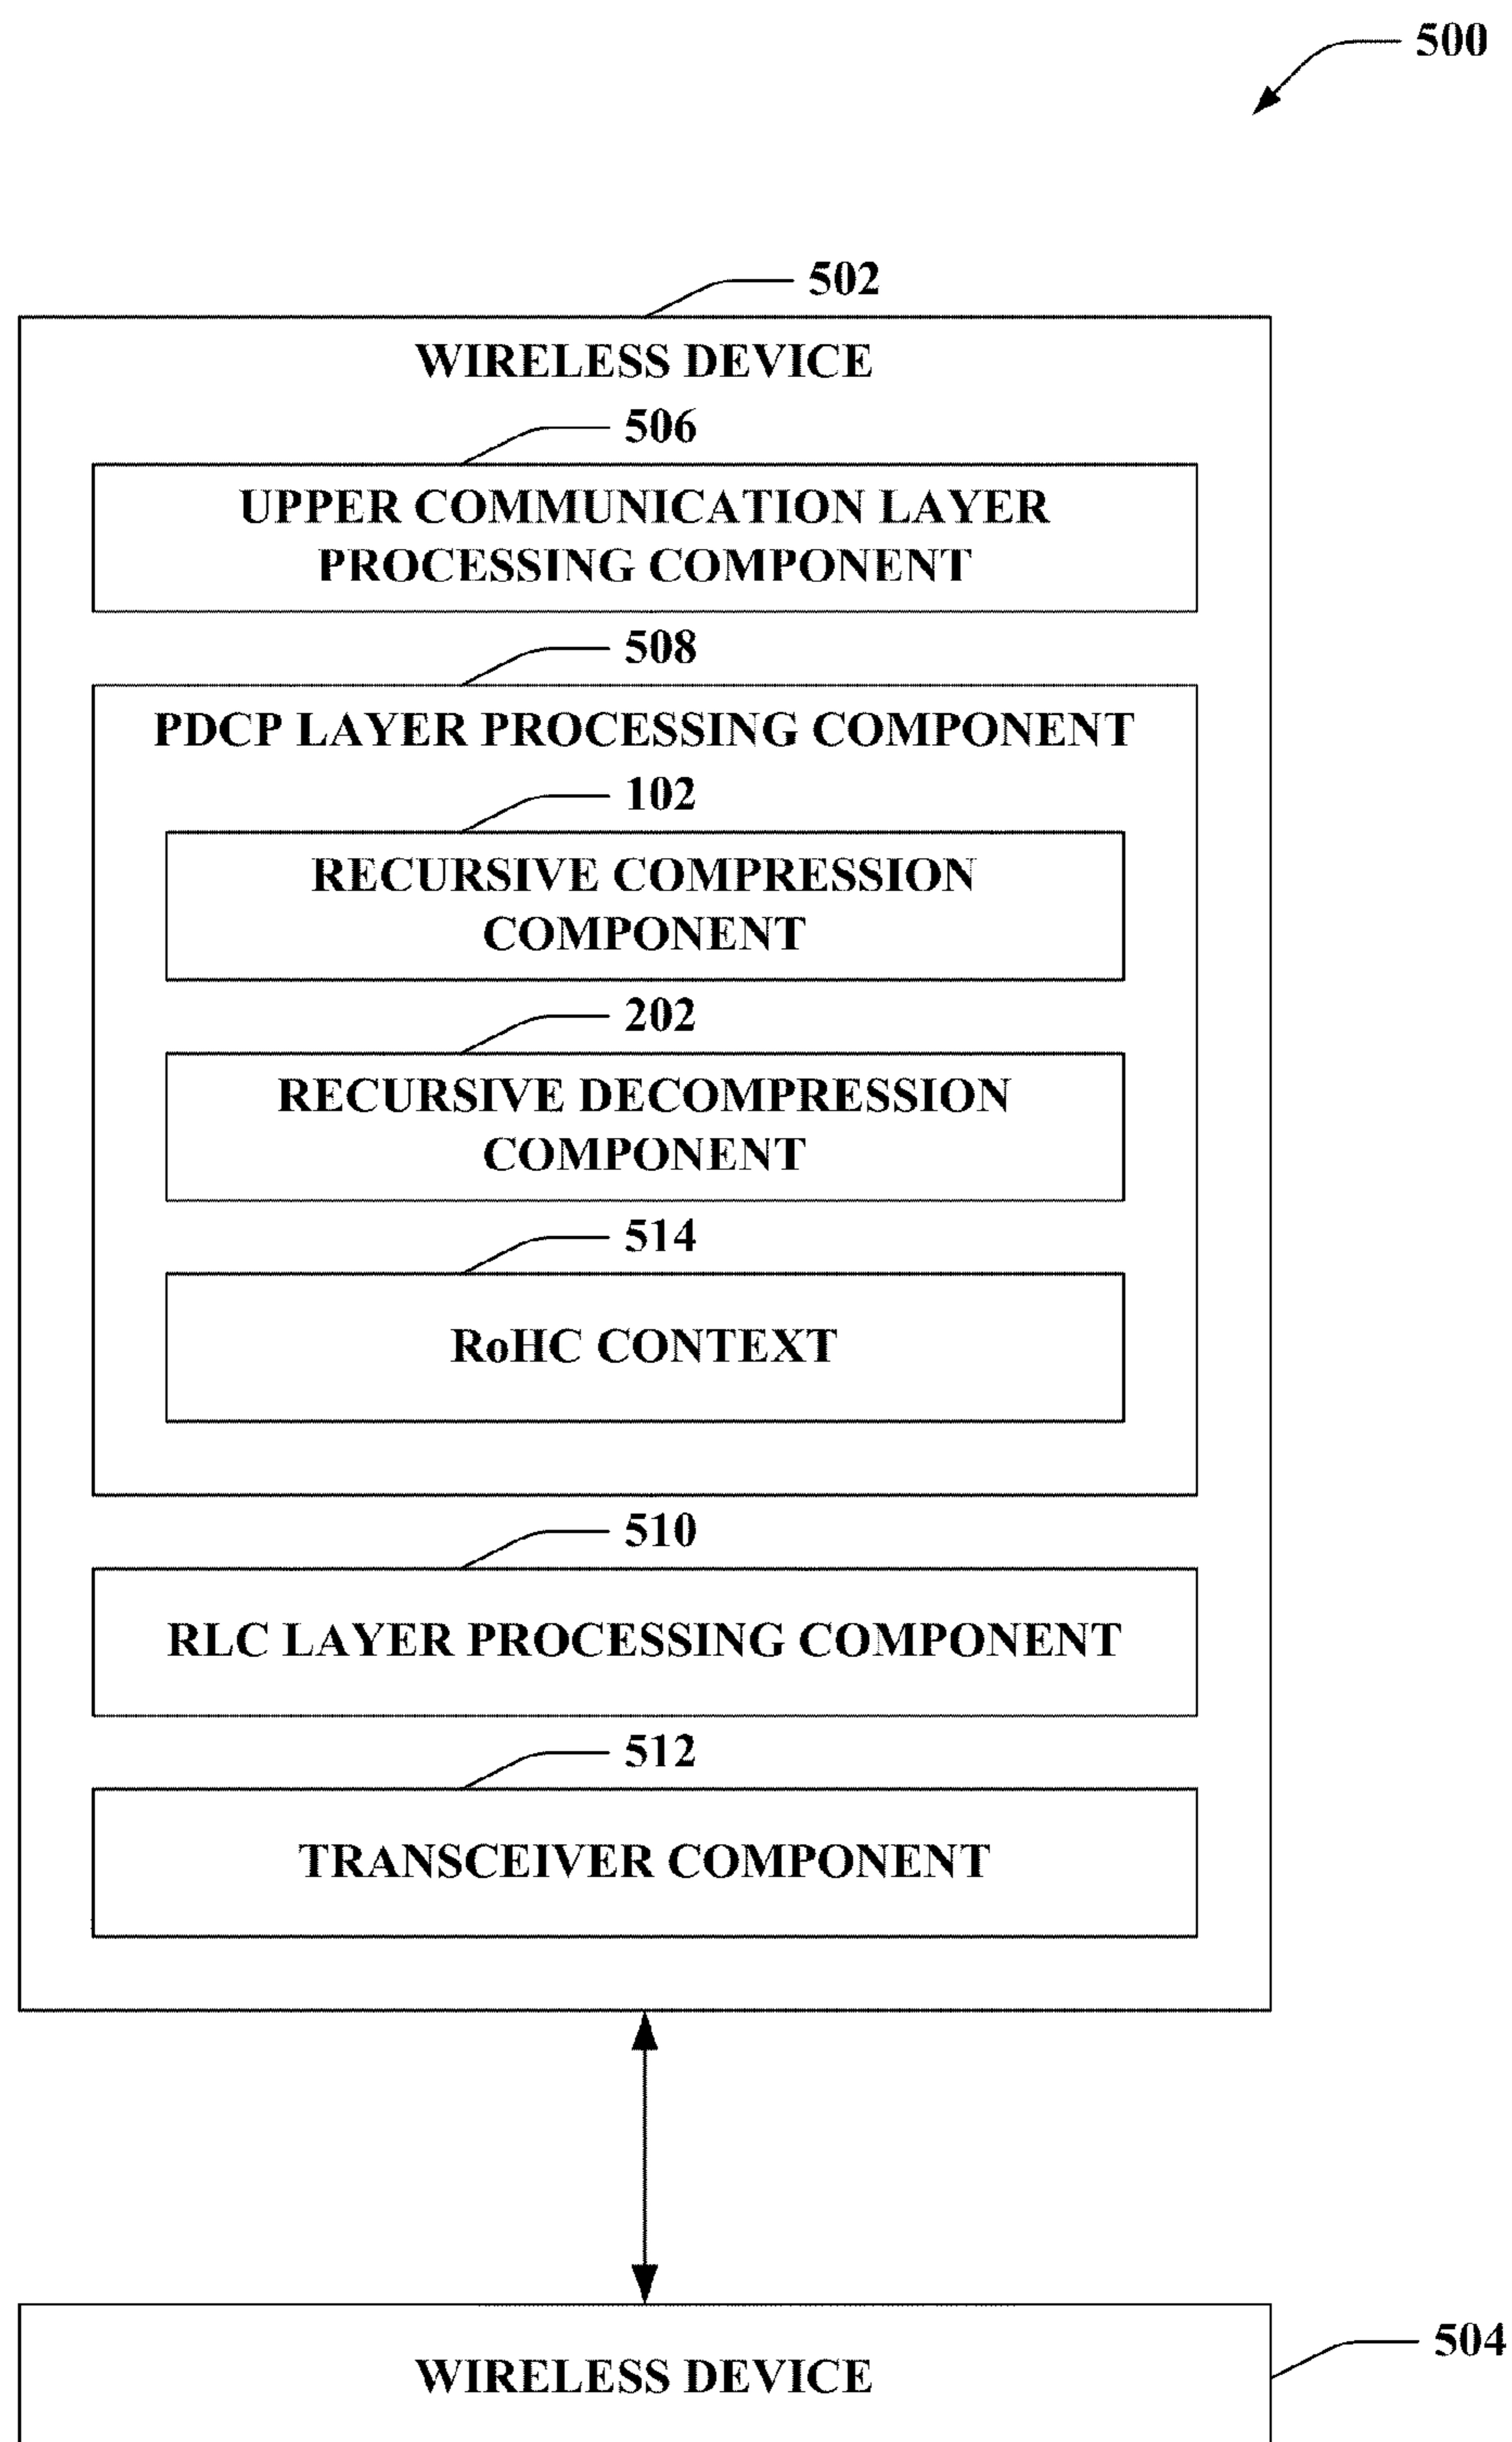 500
502
WIRELESS DEVICE
506
UPPER COMMUNICATION LAYER
PROCESSING COMPONENT
508
PDCP LAYER PROCESSING COMPONENT
102
RECURSIVE COMPRESSION
COMPONENT
202
RECURSIVE DECOMPRESSION
COMPONENT
514
RoHC CONTEXT
510
RLC LAYER PROCESSING COMPONENT
512
TRANSCEIVER COMPONENT
504
WIRELESS DEVICE